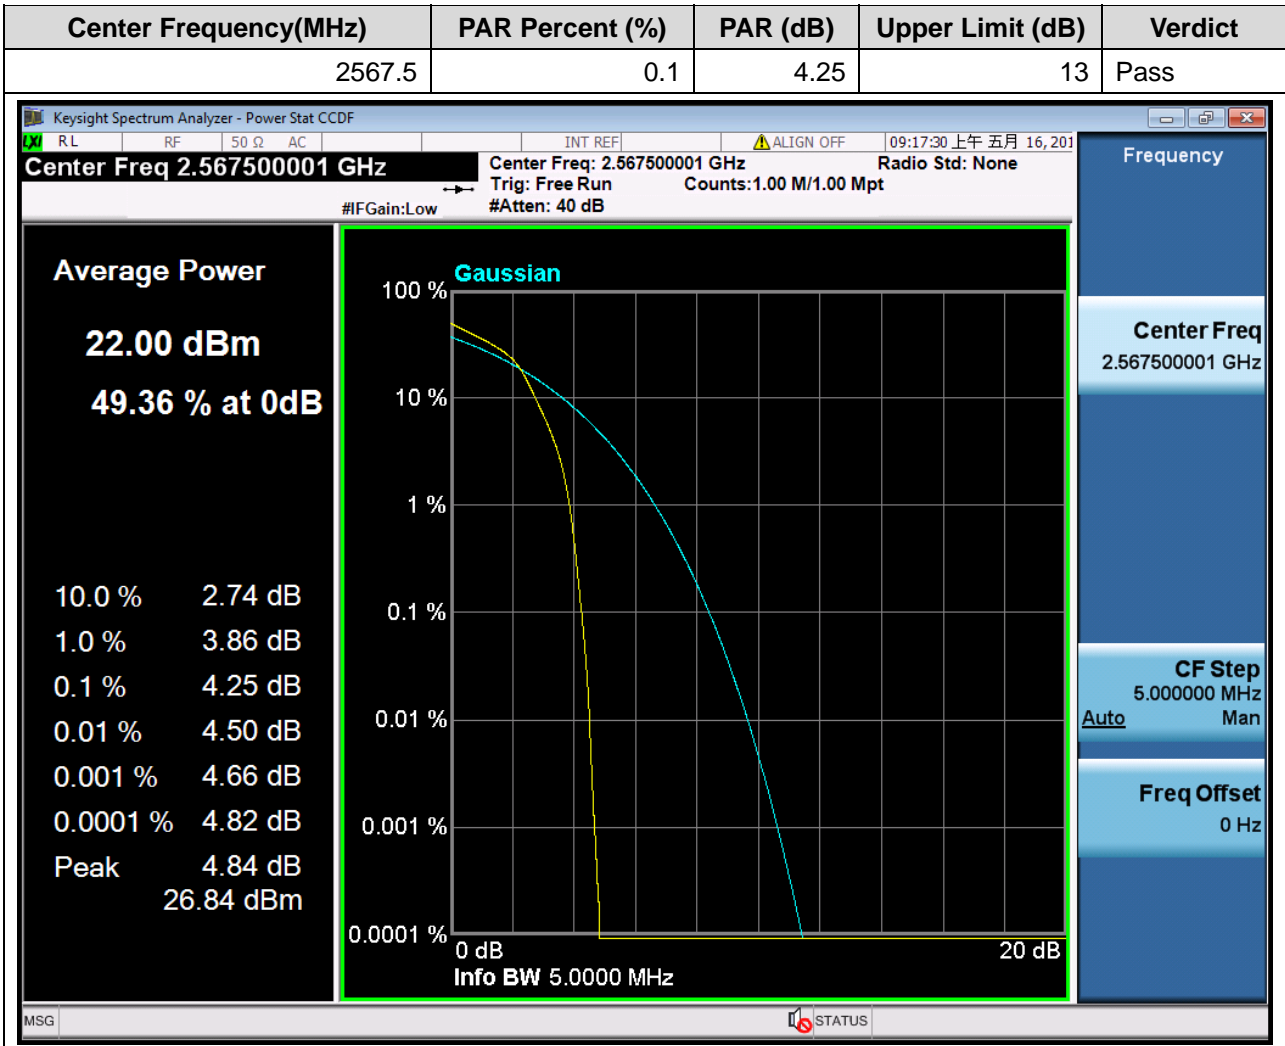 Center Frequency(MHz) PAR Percent (%) PAR (dB) Upper Limit (dB) Verdict
2567.5 0.1 4.25 13 Pass
Keysight Spectrum Analyzer - Power Stat CCDF
LXI RL RF 50 Ω AC INT REF ALIGN OFF 09:17:30 上午 五月 16, 201
Center Freq 2.567500001 GHz
Center Freq: 2.567500001 GHz Radio Std: None
Trig: Free Run Counts:1.00 M/1.00 Mpt
#IFGain:Low #Atten: 40 dB
Frequency
Average Power
22.00 dBm
49.36 % at 0dB
10.0 % 2.74 dB
1.0 % 3.86 dB
0.1 % 4.25 dB
0.01 % 4.50 dB
0.001 % 4.66 dB
0.0001 % 4.82 dB
Peak 4.84 dB
26.84 dBm
Gaussian
100 %
10 %
1 %
0.1 %
0.01 %
0.001 %
0.0001 %
0 dB 20 dB
Info BW 5.0000 MHz
Center Freq
2.567500001 GHz
CF Step
5.000000 MHz
Auto Man
Freq Offset
0 Hz
MSG STATUS